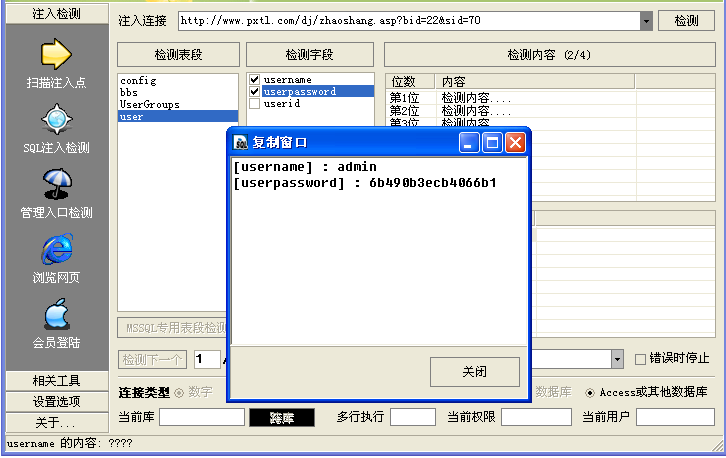 注入检测
注入连接
http://www.pxtl.com/dj/zhaoshang.asp?bid=22&sid=70
检测
检测表段
检测字段
检测内容 (2/4)
扫描注入点
SQL注入检测
管理入口检测
浏览网页
会员登陆
config
bbs
UserGroups
user
username
userpassword
userid
位数 内容
第1位 检测内容....
第2位 检测内容....
第3位 检测内容
复制窗口
[username] : admin
[userpassword] : 6b490b3ecb4066b1
关闭
MSSQL专用表段检测
检测下一个
1
错误时停止
相关工具
设置选项
关于...
连接类型
数字
数据库
Access或其他数据库
当前库
跨库
多行执行
当前权限
当前用户
username 的内容: ????